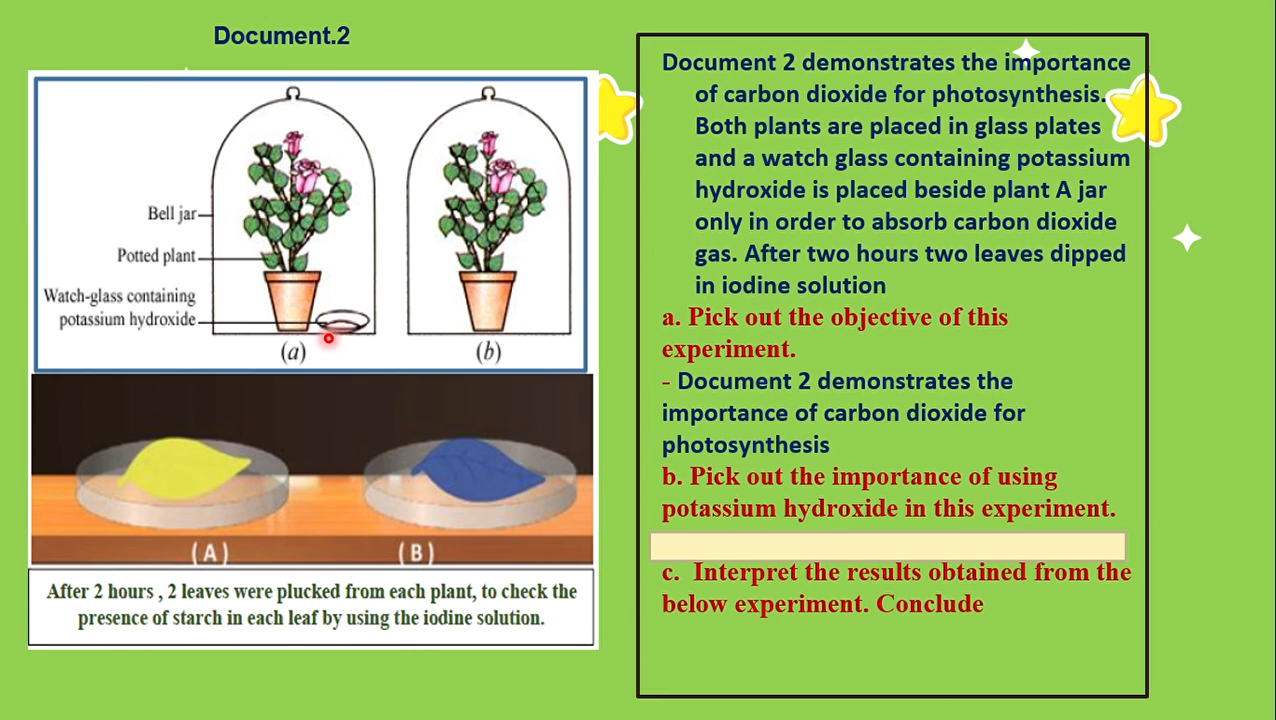 Document.2
Bell jar
Potted plant
Watch-glass containing
potassium hydroxide
(a)
(b)
(A)
(B)
After 2 hours , 2 leaves were plucked from each plant, to check the
presence of starch in each leaf by using the iodine solution.
Document 2 demonstrates the importance
of carbon dioxide for photosynthesis.
Both plants are placed in glass plates
and a watch glass containing potassium
hydroxide is placed beside plant A jar
only in order to absorb carbon dioxide
gas. After two hours two leaves dipped
in iodine solution
a. Pick out the objective of this
experiment.
- Document 2 demonstrates the
importance of carbon dioxide for
photosynthesis
b. Pick out the importance of using
potassium hydroxide in this experiment.
c. Interpret the results obtained from the
below experiment. Conclude